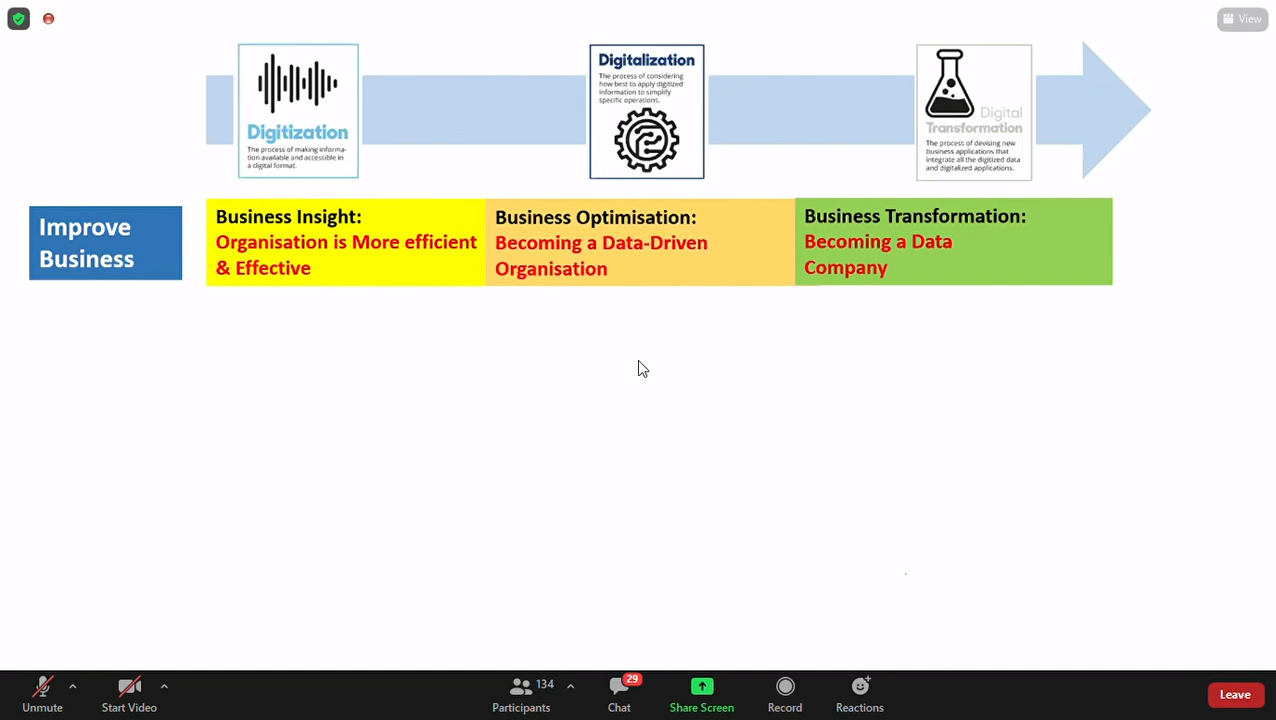 View
Digitization
The process of making informa-
tion available and accessible in
a digital format.
Digitalization
The process of considering
how best to apply digitized
information to simplify
specific operations.
Digital
Transformation
The process of devising new
business applications that
integrate all the digitized data
and digitalized applications.
Improve
Business
Business Insight:
Organisation is More efficient
& Effective
Business Optimisation:
Becoming a Data-Driven
Organisation
Business Transformation:
Becoming a Data
Company
Unmute
Start Video
134
Participants
29
Chat
Share Screen
Record
Reactions
Leave